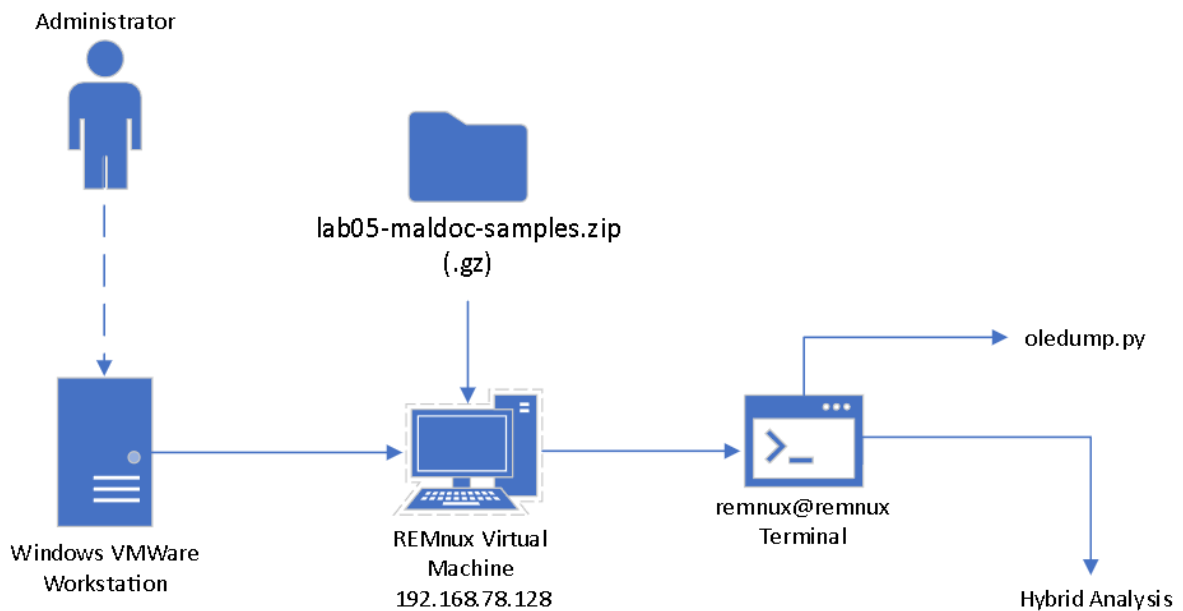 Administrator
lab05-maldoc-samples.zip
(.gz)
oledump.py
Windows VMWare
Workstation
REMnux Virtual
Machine
192.168.78.128
remnux@remnux
Terminal
Hybrid Analysis